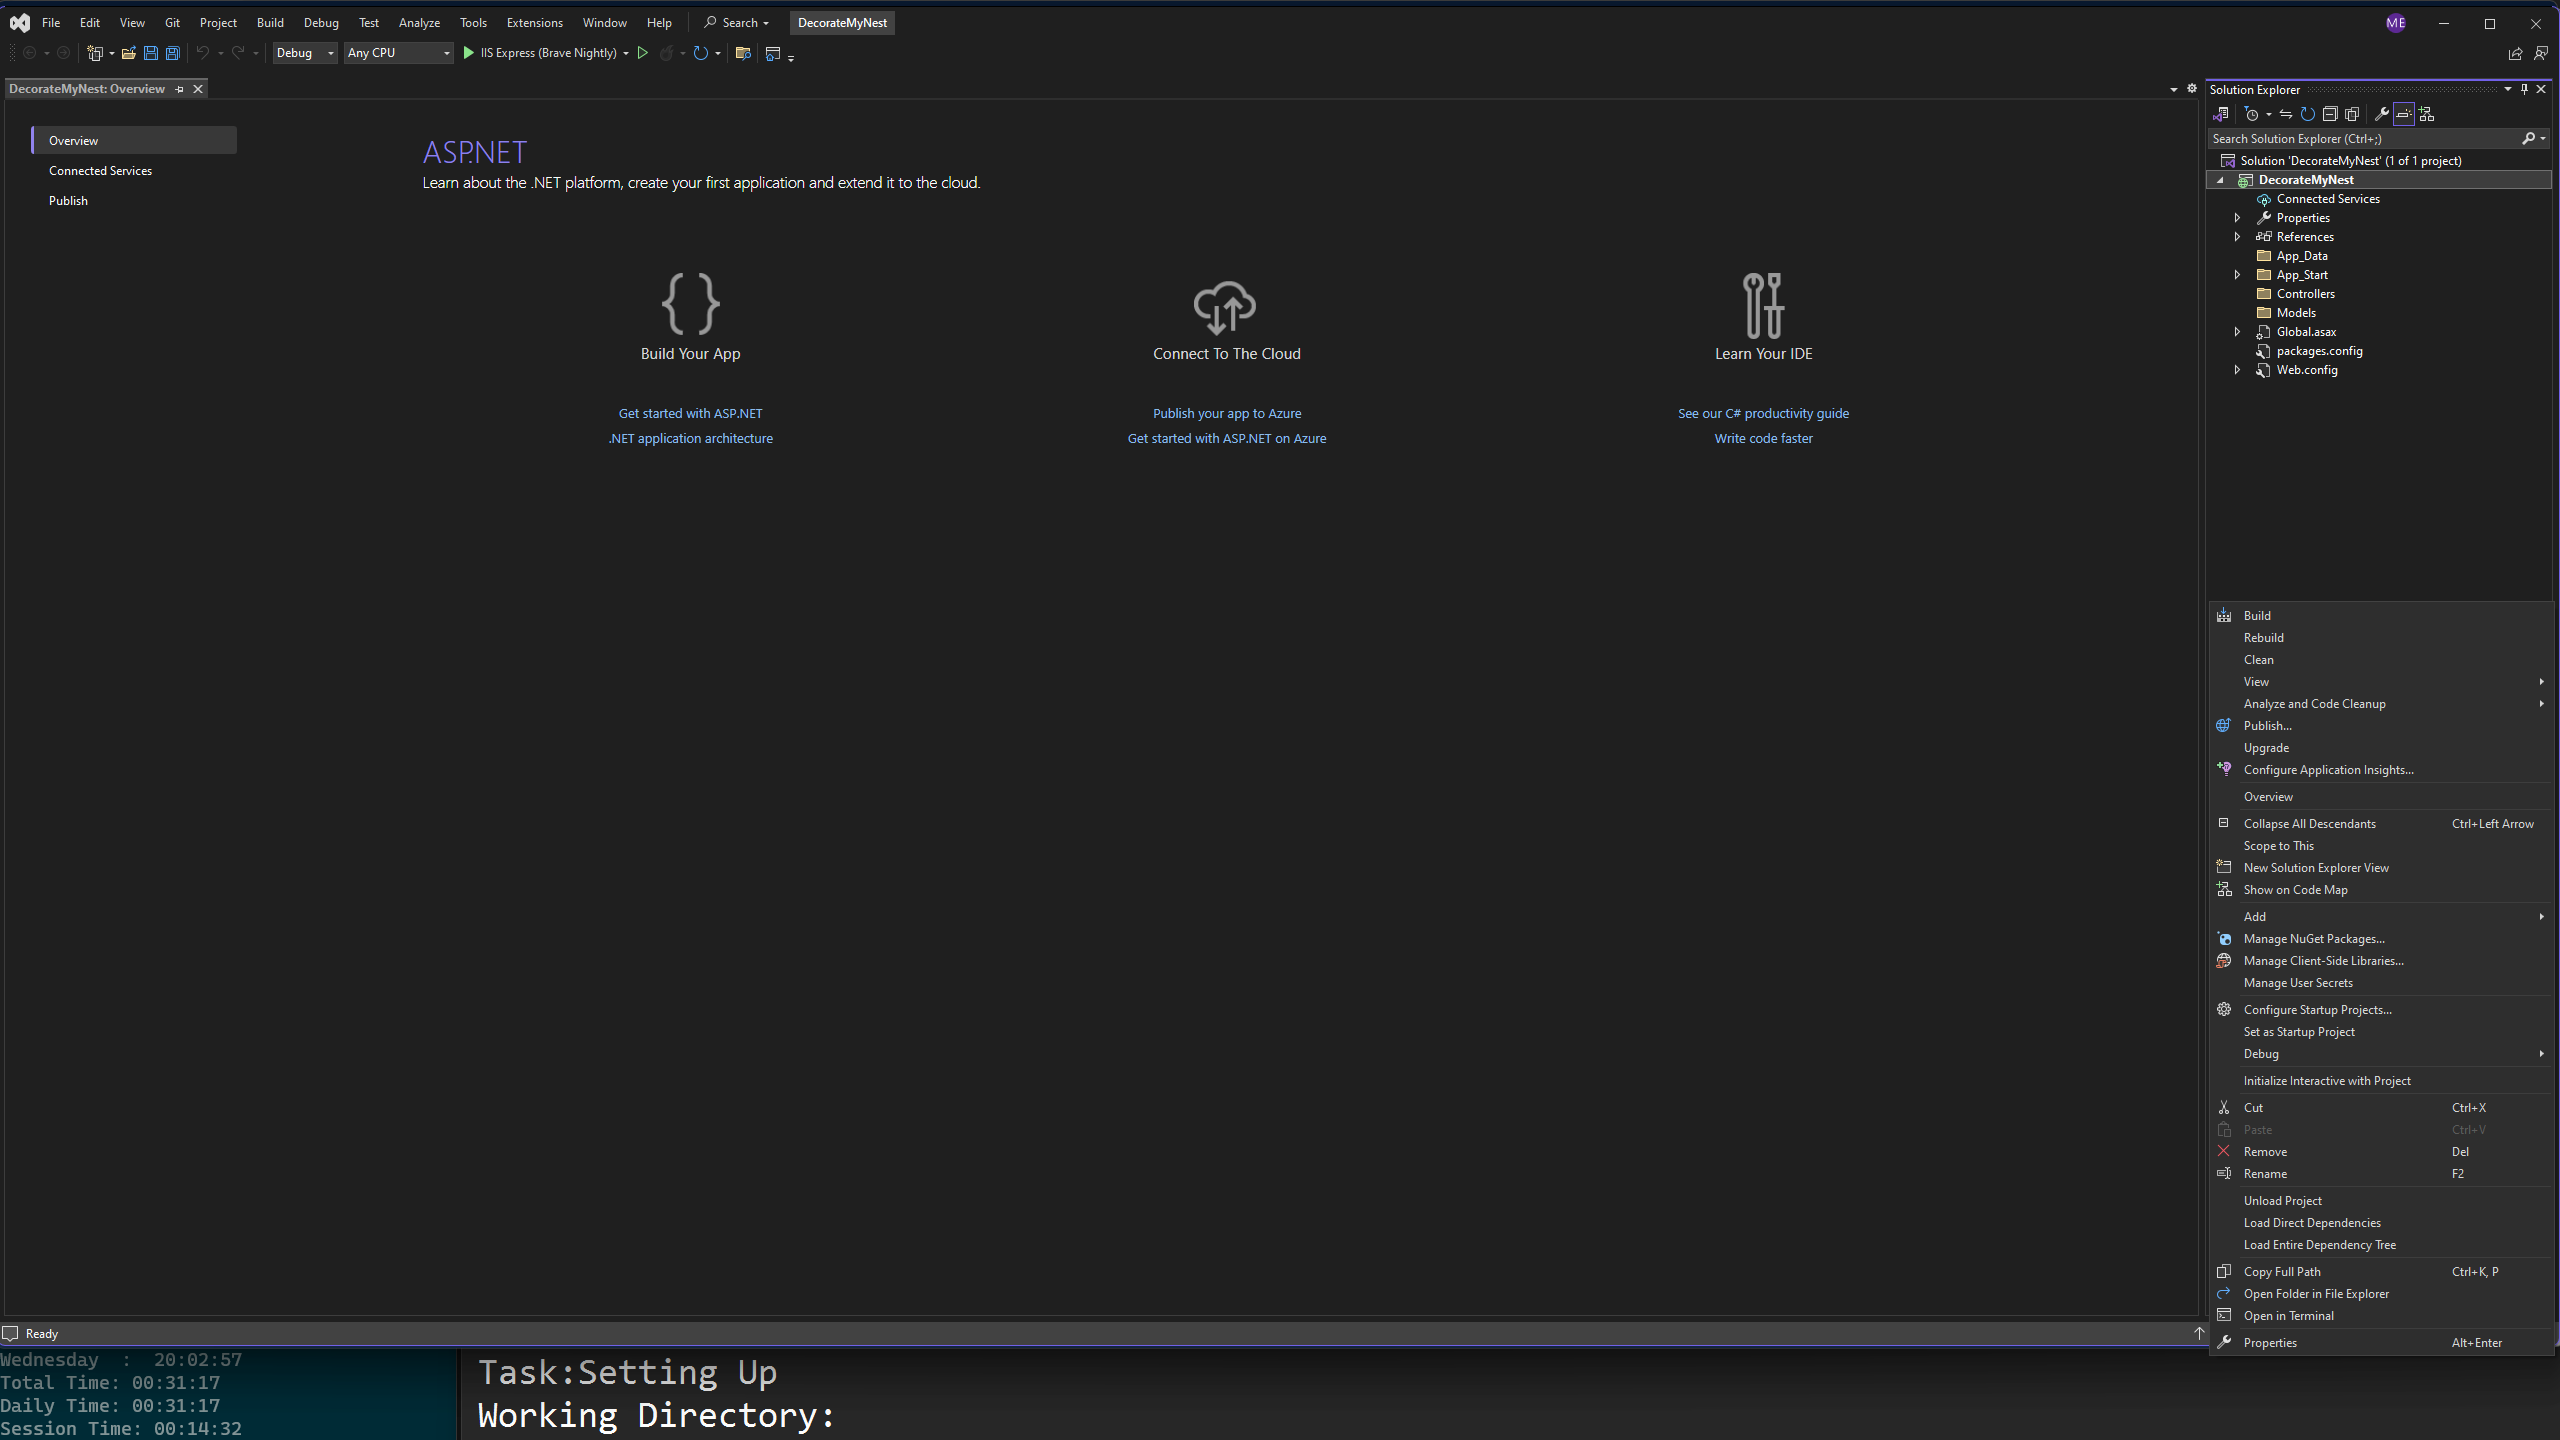 File Edit View Git Project Build Debug Test Analyze Tools Extensions Window Help Search DecorateMyNest ME
Debug Any CPU IIS Express (Brave Nightly)
DecorateMyNest: Overview
Overview
Connected Services
Publish
ASP.NET
Learn about the .NET platform, create your first application and extend it to the cloud.
Build Your App
Get started with ASP.NET
.NET application architecture
Connect To The Cloud
Publish your app to Azure
Get started with ASP.NET on Azure
Learn Your IDE
See our C# productivity guide
Write code faster
Solution Explorer
Search Solution Explorer (Ctrl+;)
Solution 'DecorateMyNest' (1 of 1 project)
DecorateMyNest
Connected Services
Properties
References
App_Data
App_Start
Controllers
Models
Global.asax
packages.config
Web.config
Build
Rebuild
Clean
View
Analyze and Code Cleanup
Publish...
Upgrade
Configure Application Insights...
Overview
Collapse All Descendants Ctrl+Left Arrow
Scope to This
New Solution Explorer View
Show on Code Map
Add
Manage NuGet Packages...
Manage Client-Side Libraries...
Manage User Secrets
Configure Startup Projects...
Set as Startup Project
Debug
Initialize Interactive with Project
Cut Ctrl+X
Paste Ctrl+V
Remove Del
Rename F2
Unload Project
Load Direct Dependencies
Load Entire Dependency Tree
Copy Full Path Ctrl+K, P
Open Folder in File Explorer
Open in Terminal
Properties Alt+Enter
Ready
Wednesday : 20:02:57
Total Time: 00:31:17
Daily Time: 00:31:17
Session Time: 00:14:32
Task:Setting Up
Working Directory: